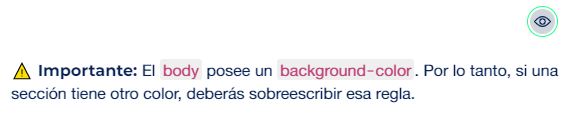 ⚠️ Importante: El body posee un background-color. Por lo tanto, si una
sección tiene otro color, deberás sobreescribir esa regla.